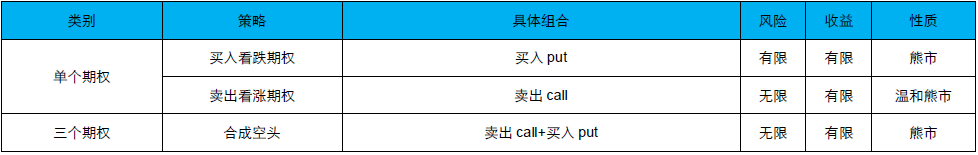 类别 策略 具体组合 风险 收益 性质
单个期权 买入看跌期权 买入 put 有限 有限 熊市
卖出看涨期权 卖出 call 无限 有限 温和熊市
三个期权 合成空头 卖出 call+买入 put 无限 有限 熊市